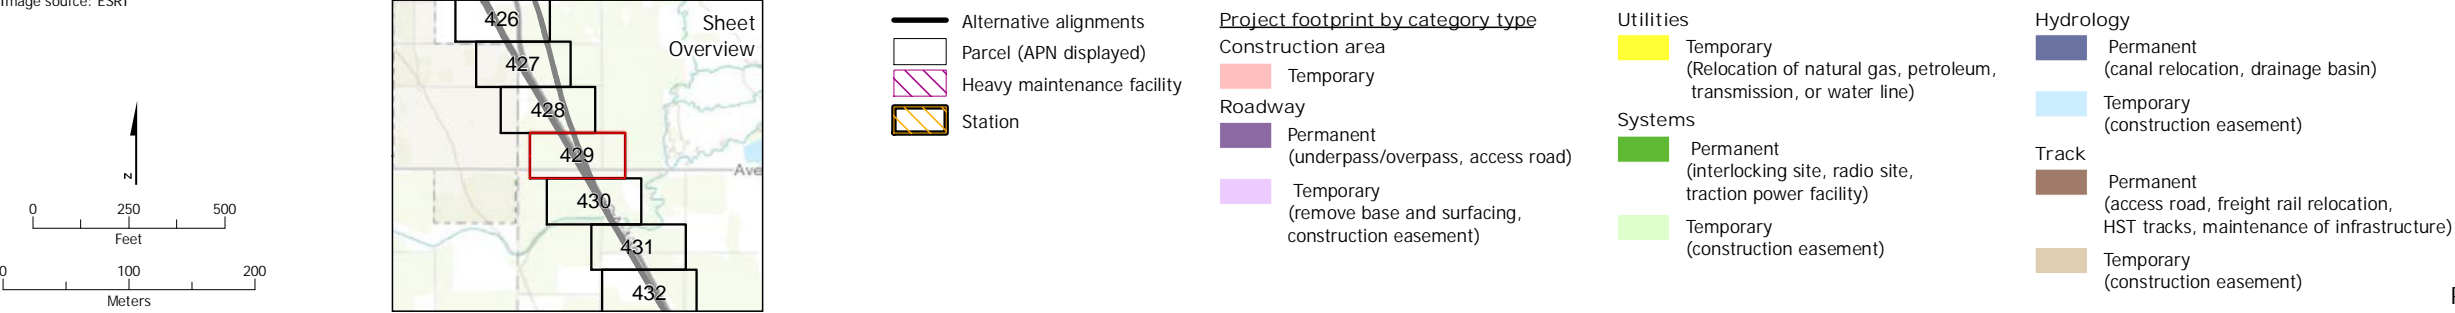 Image source: ESRI
N
0 250 500
Feet
0 100 200
Meters
Sheet
Overview
426
427
428
429
430
431
432
Ave
Alternative alignments
Parcel (APN displayed)
Heavy maintenance facility
Station
Project footprint by category type
Construction area
Temporary
Roadway
Permanent
(underpass/overpass, access road)
Temporary
(remove base and surfacing,
construction easement)
Utilities
Temporary
(Relocation of natural gas, petroleum,
transmission, or water line)
Systems
Permanent
(interlocking site, radio site,
traction power facility)
Temporary
(construction easement)
Hydrology
Permanent
(canal relocation, drainage basin)
Temporary
(construction easement)
Track
Permanent
(access road, freight rail relocation,
HST tracks, maintenance of infrastructure)
Temporary
(construction easement)